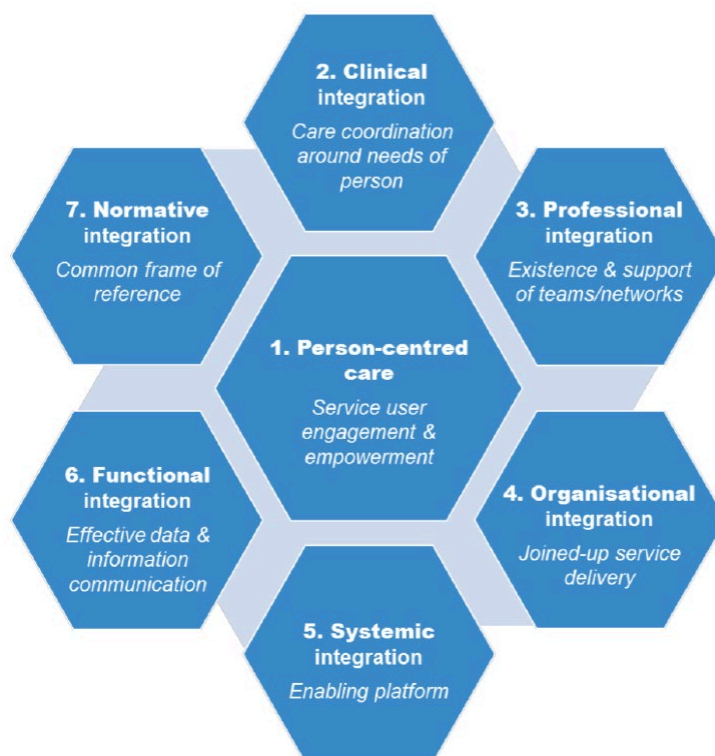 2. Clinical
integration
Care coordination
around needs of
person
7. Normative
integration
Common frame of
reference
3. Professional
integration
Existence & support
of teams/networks
1. Person-centred
care
Service user
engagement &
empowerment
6. Functional
integration
Effective data &
information
communication
4. Organisational
integration
Joined-up service
delivery
5. Systemic
integration
Enabling platform